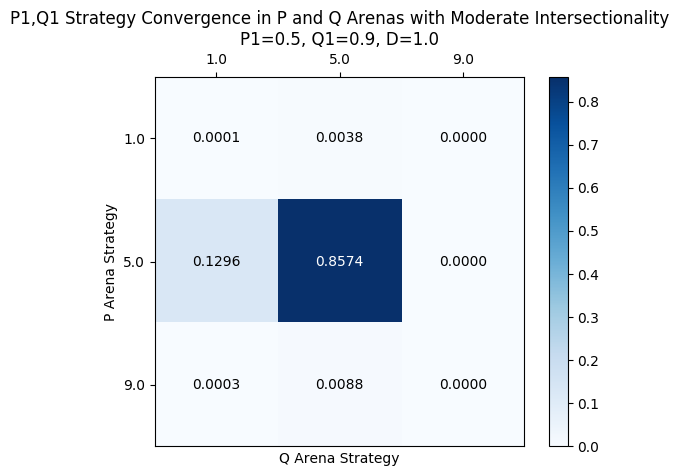 P1,Q1 Strategy Convergence in P and Q Arenas with Moderate Intersectionality
P1=0.5, Q1=0.9, D=1.0
1.0 5.0 9.0
1.0 0.0001 0.0038 0.0000
5.0 0.1296 0.8574 0.0000
9.0 0.0003 0.0088 0.0000
P Arena Strategy
Q Arena Strategy
0.8
0.7
0.6
0.5
0.4
0.3
0.2
0.1
0.0